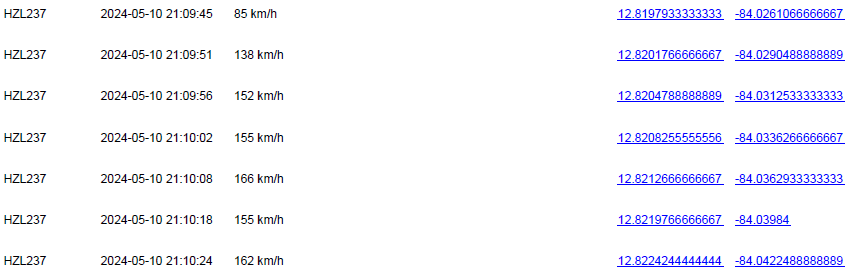 HZL237 2024-05-10 21:09:45 85 km/h 12.8197933333333 -84.0261066666667
HZL237 2024-05-10 21:09:51 138 km/h 12.8201766666667 -84.0290488888889
HZL237 2024-05-10 21:09:56 152 km/h 12.8204788888889 -84.0312533333333
HZL237 2024-05-10 21:10:02 155 km/h 12.8208255555556 -84.0336266666667
HZL237 2024-05-10 21:10:08 166 km/h 12.8212666666667 -84.0362933333333
HZL237 2024-05-10 21:10:18 155 km/h 12.8219766666667 -84.03984
HZL237 2024-05-10 21:10:24 162 km/h 12.8224244444444 -84.0422488888889